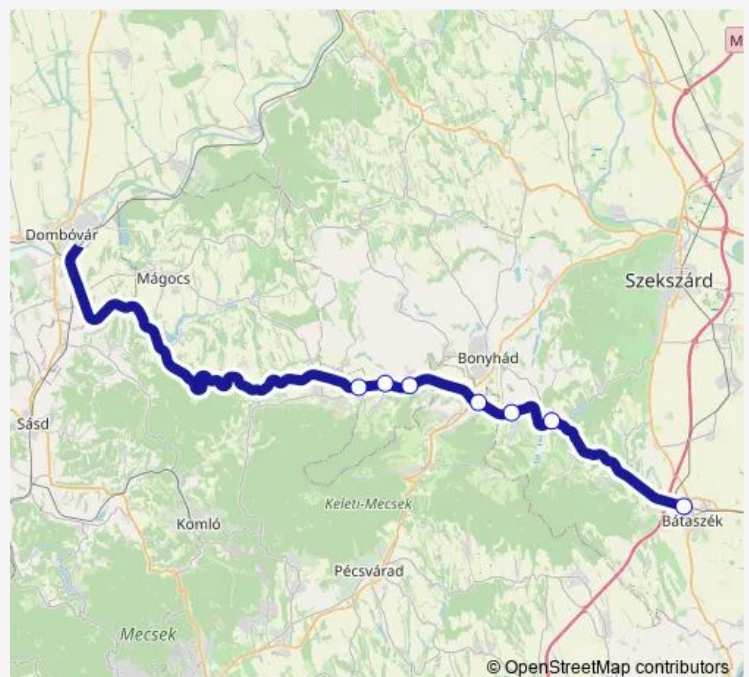 M
Dombóvár
Mágocs
Szekszárd
Bonyhád
Sásd
Keleti-Mecsek
Komló
Bátaszék
Pécsvárad
Mecsek
© OpenStreetMap contributors